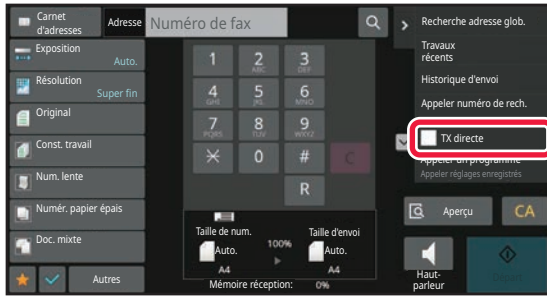 Carnet
d'adresses
Adresse
Numéro de fax
Exposition
Auto.
Résolution
Super fin
Original
Const. travail
Num. lente
Numér. papier
épais
Doc. mixte
Autres
1
2
ABC
3
DEF
4
GHI
5
JKL
6
MNO
7
PQRS
8
TUV
9
WXYZ
0
#
C
R
Taille de num.
Auto.
A4
100%
Taille d'envoi
Auto.
A4
Mémoire réception: 0%
Recherche adresse glob.
Travaux
récents
Historique d'envoi
Appeler numéro de rech.
TX directe
Appeler un programme
Appeler réglages enregistrés
Aperçu
CA
Haut-
parleur
Départ